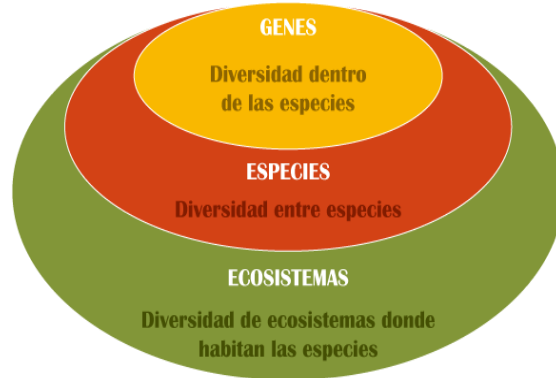 GENES
Diversidad dentro
de las especies
ESPECIES
Diversidad entre especies
ECOSISTEMAS
Diversidad de ecosistemas donde
habitan las especies